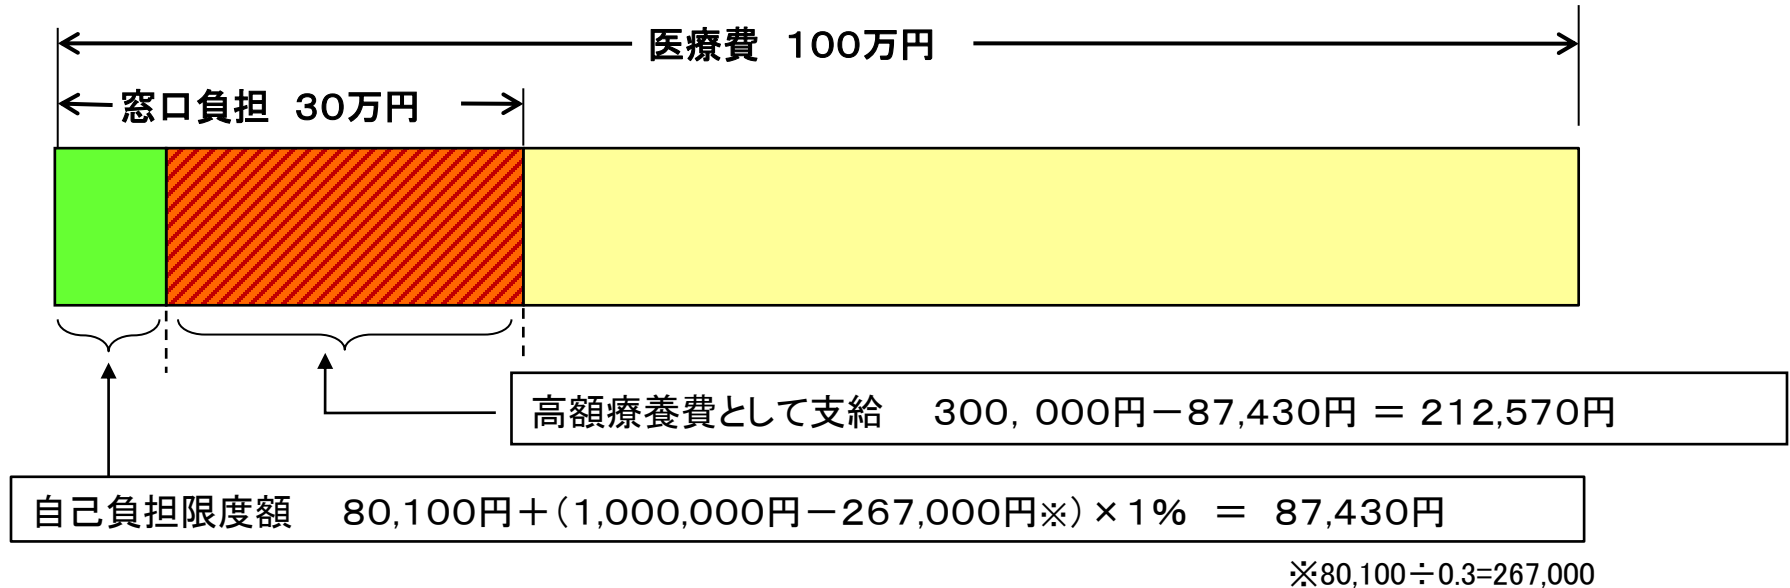 医療費 100万円
窓口負担 30万円
高額療養費として支給 300,000円－87,430円 ＝ 212,570円
自己負担限度額 80,100円＋（1,000,000円－267,000円※）×1％ ＝ 87,430円
※80,100÷0.3=267,000